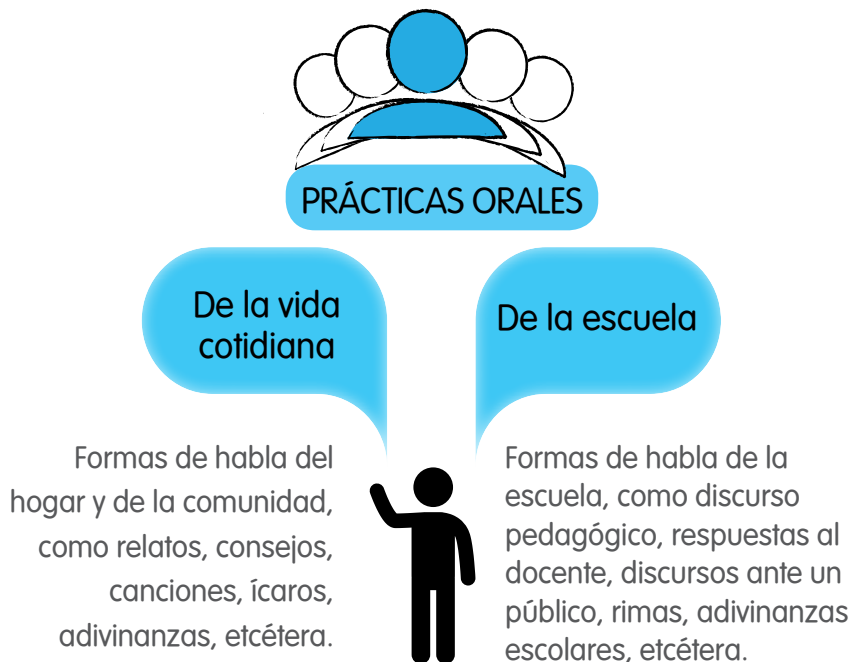 PRÁCTICAS ORALES
De la vida
cotidiana
Formas de habla del
hogar y de la comunidad,
como relatos, consejos,
canciones, ícaros,
adivinanzas, etcétera.
De la escuela
Formas de habla de la
escuela, como discurso
pedagógico, respuestas al
docente, discursos ante un
público, rimas, adivinanzas
escolares, etcétera.